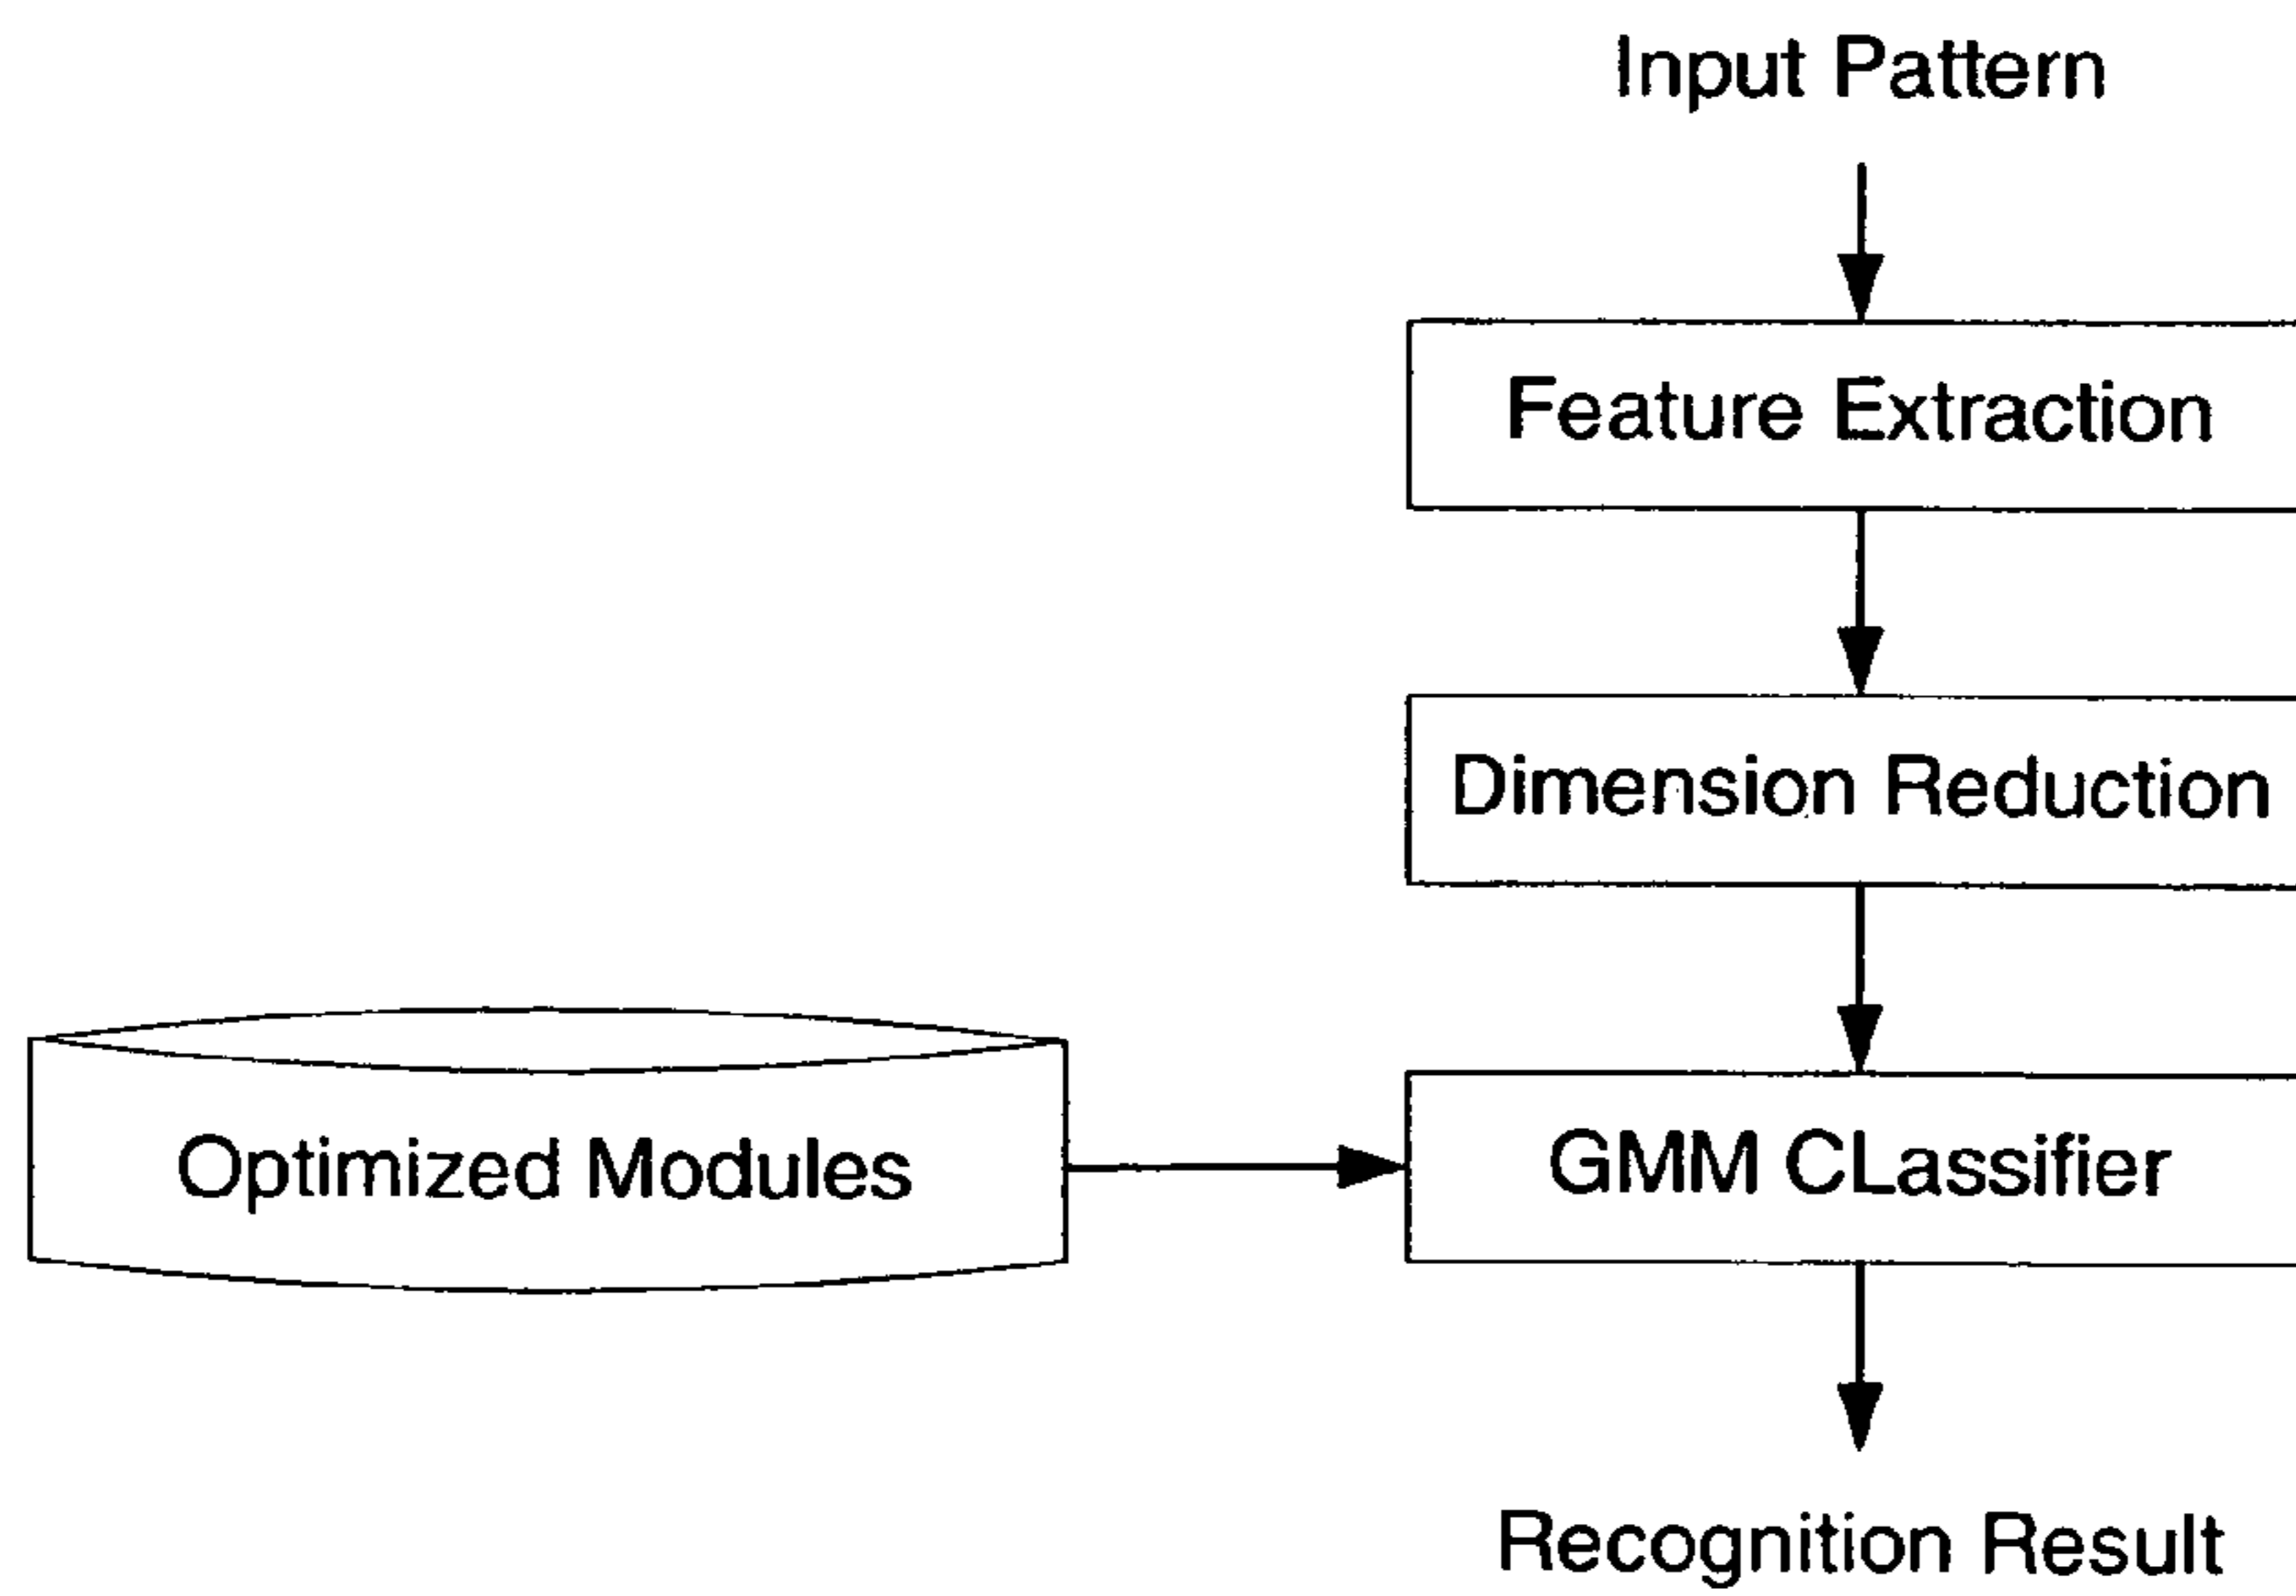 Input Pattern
Feature Extraction
Dimension Reduction
Optimized Modules
GMM CLassifier
Recognition Result